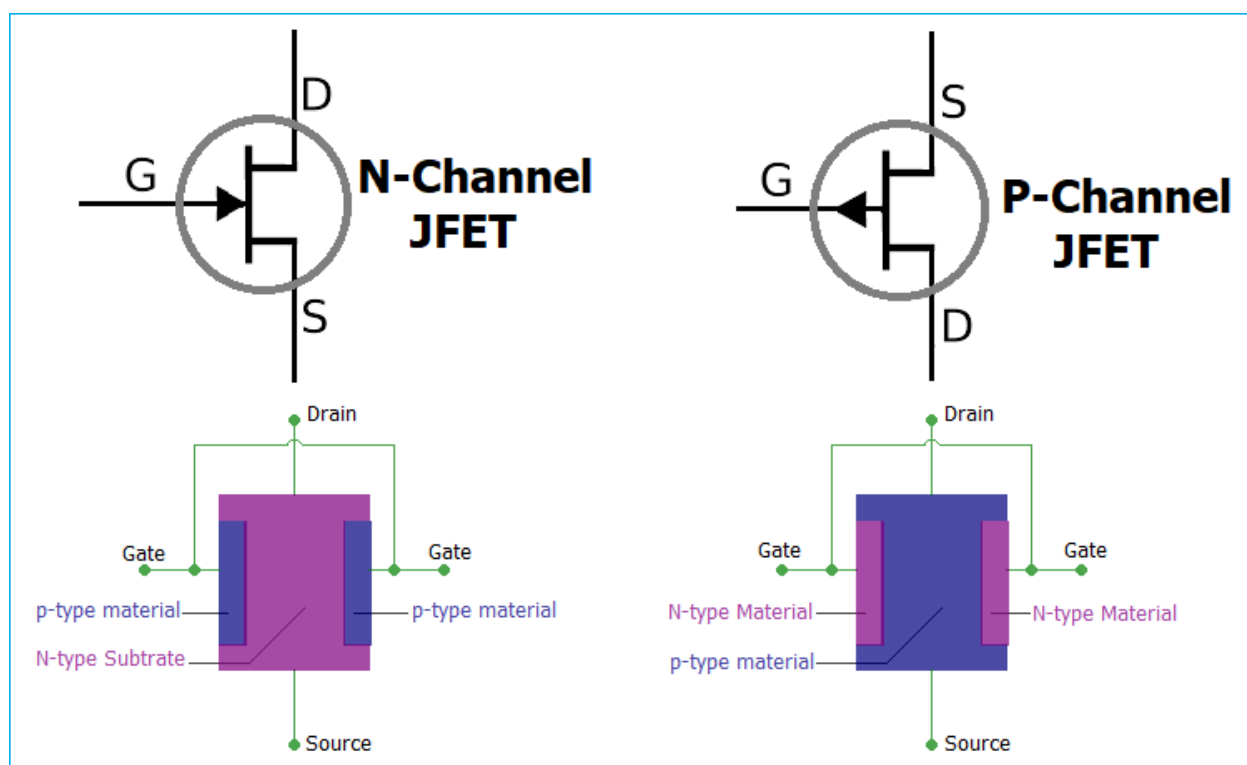 D
G
N-Channel
JFET
S
S
G
P-Channel
JFET
D
Drain
Gate
Gate
p-type material
p-type material
N-type Subtrate
Source
Drain
Gate
Gate
N-type Material
N-type Material
p-type material
Source